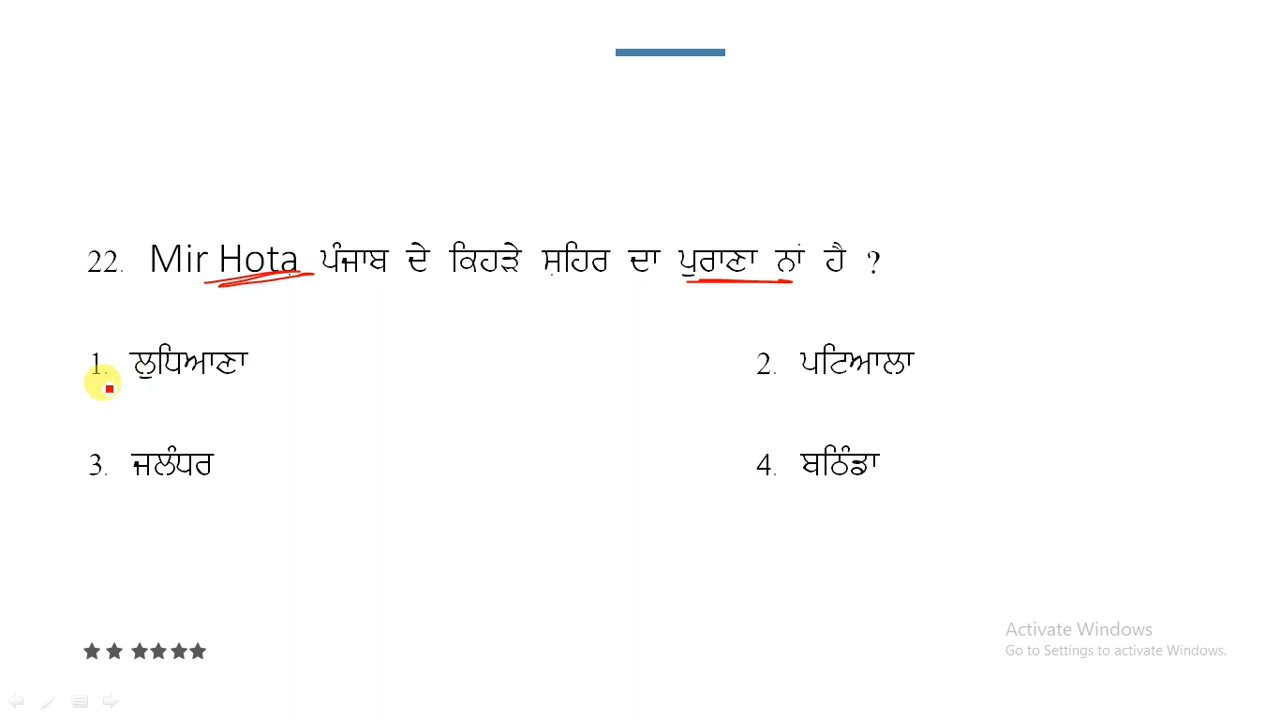 22. Mir Hota ਪੰਜਾਬ ਦੇ ਕਿਹੜੇ ਸ਼ਹਿਰ ਦਾ ਪੁਰਾਣਾ ਨਾਂ ਹੈ ?
1. ਲੁਧਿਆਣਾ
2. ਪਟਿਆਲਾ
3. ਜਲੰਧਰ
4. ਬਠਿੰਡਾ
Activate Windows
Go to Settings to activate Windows.